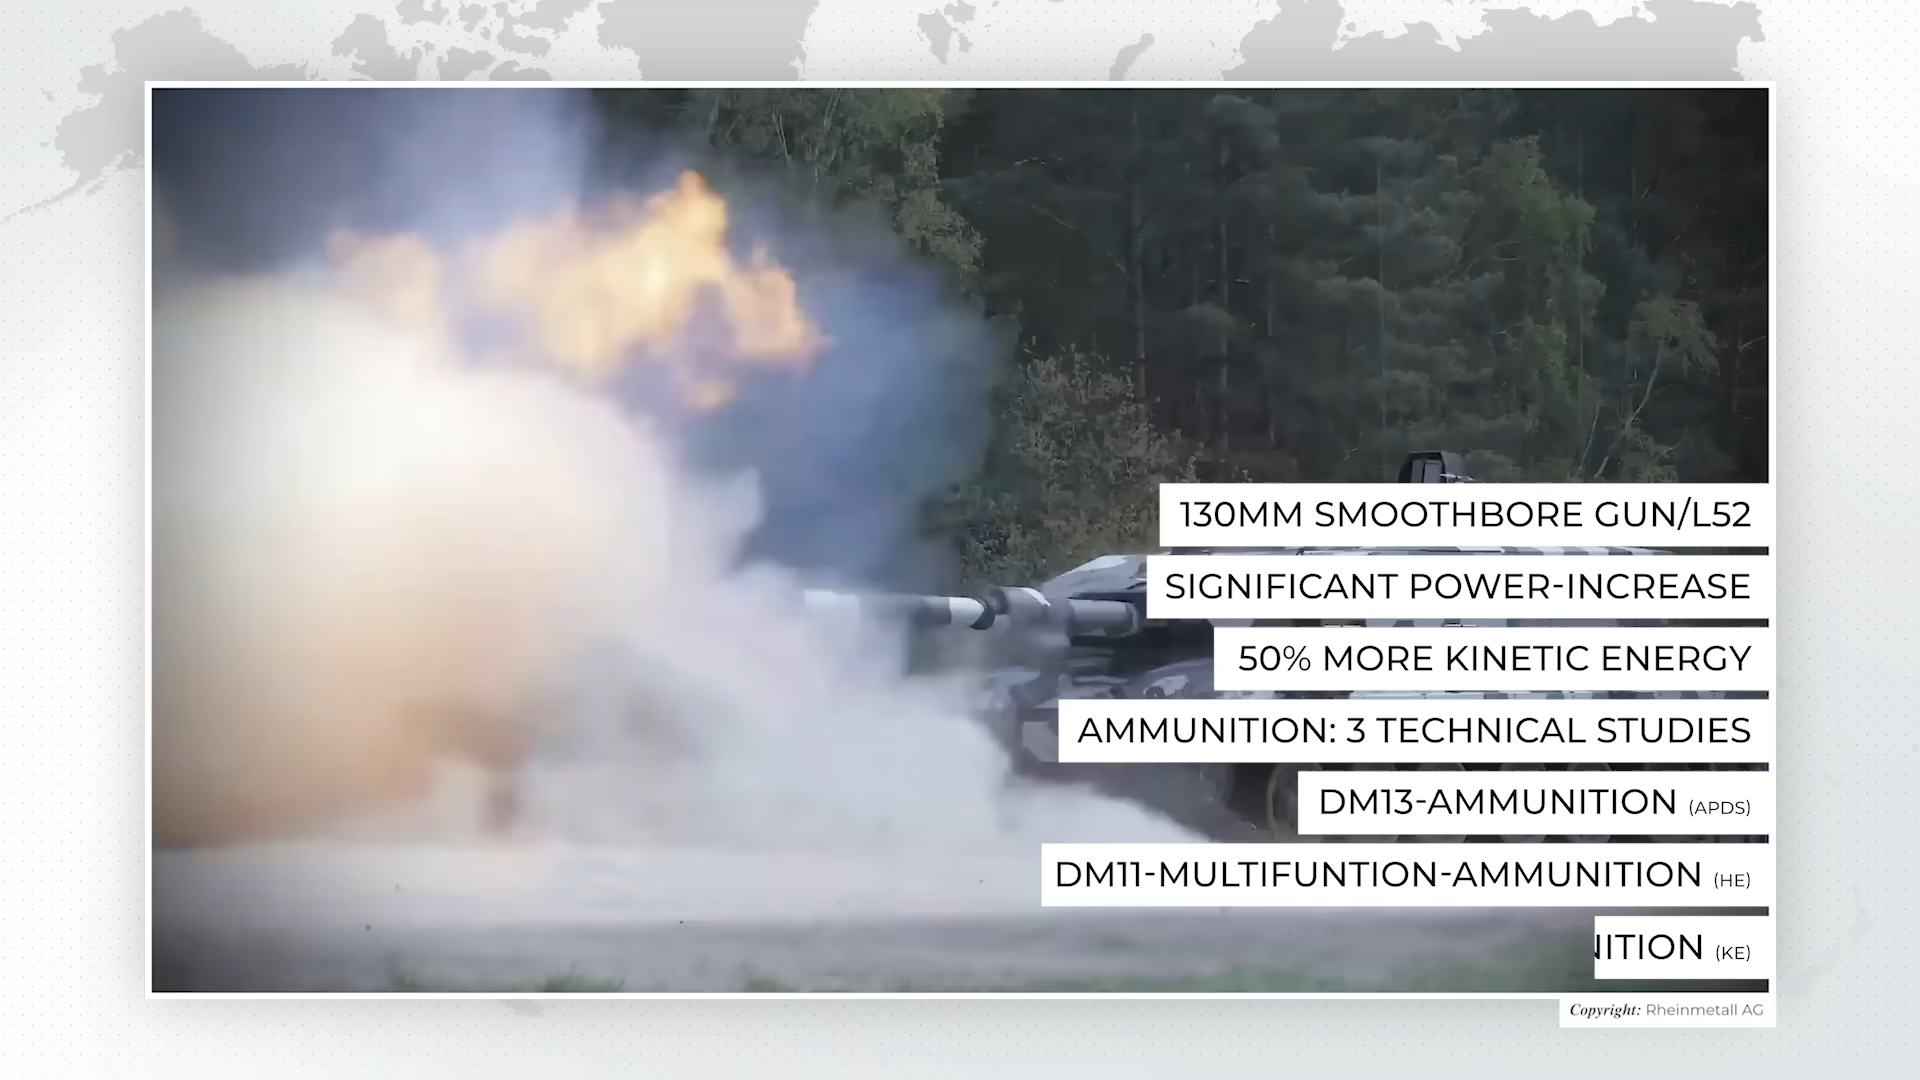 130MM SMOOTHBORE GUN/L52
SIGNIFICANT POWER-INCREASE
50% MORE KINETIC ENERGY
AMMUNITION: 3 TECHNICAL STUDIES
DM13-AMMUNITION (APDS)
DM11-MULTIFUNTION-AMMUNITION (HE)
NITION (KE)
Copyright: Rheinmetall AG